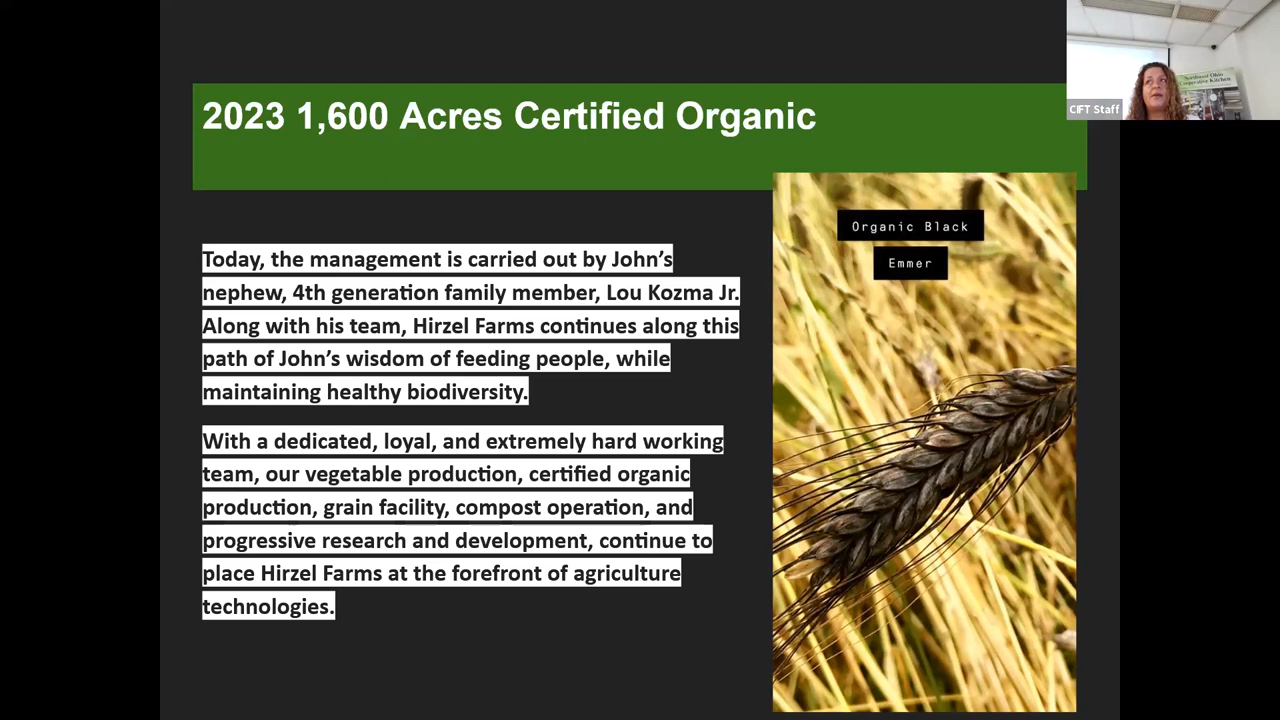 2023 1,600 Acres Certified Organic
CIFT Staff
Northwest Ohio
Cooperative Kitchen
Organic Black
Emmer
Today, the management is carried out by John’s
nephew, 4th generation family member, Lou Kozma Jr.
Along with his team, Hirzel Farms continues along this
path of John’s wisdom of feeding people, while
maintaining healthy biodiversity.
With a dedicated, loyal, and extremely hard working
team, our vegetable production, certified organic
production, grain facility, compost operation, and
progressive research and development, continue to
place Hirzel Farms at the forefront of agriculture
technologies.